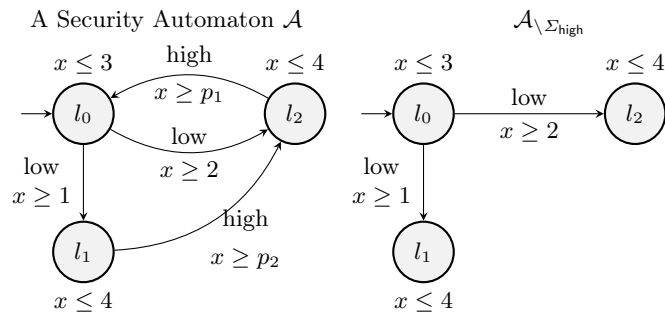 A Security Automaton 𝒜
high
x ≤ 3
x ≤ 4
x ≥ p₁
l₀
l₂
low
low
x ≥ 2
x ≥ 1
high
l₁
x ≥ p₂
x ≤ 4
𝒜\Σhigh
x ≤ 3
x ≤ 4
low
l₀
l₂
x ≥ 2
low
x ≥ 1
l₁
x ≤ 4